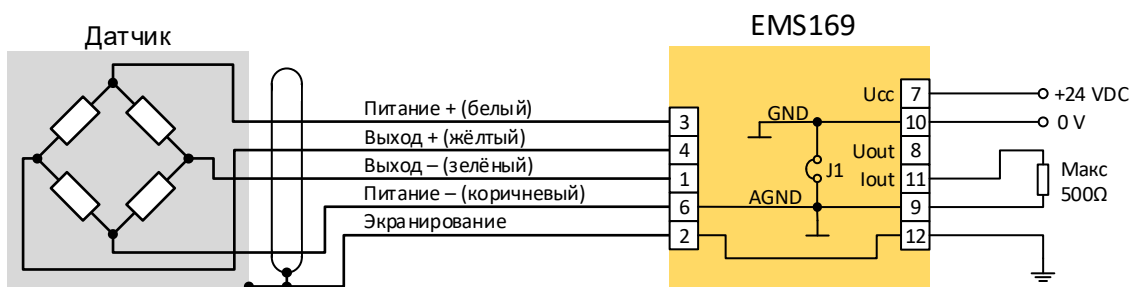 Датчик
EMS169
Питание + (белый)
Выход + (жёлтый)
Выход – (зелёный)
Питание – (коричневый)
Экранирование
3
4
1
6
2
GND
J1
AGND
Ucc
Uout
Iout
7
10
8
11
9
12
+24 VDC
0 V
Макс
500Ω